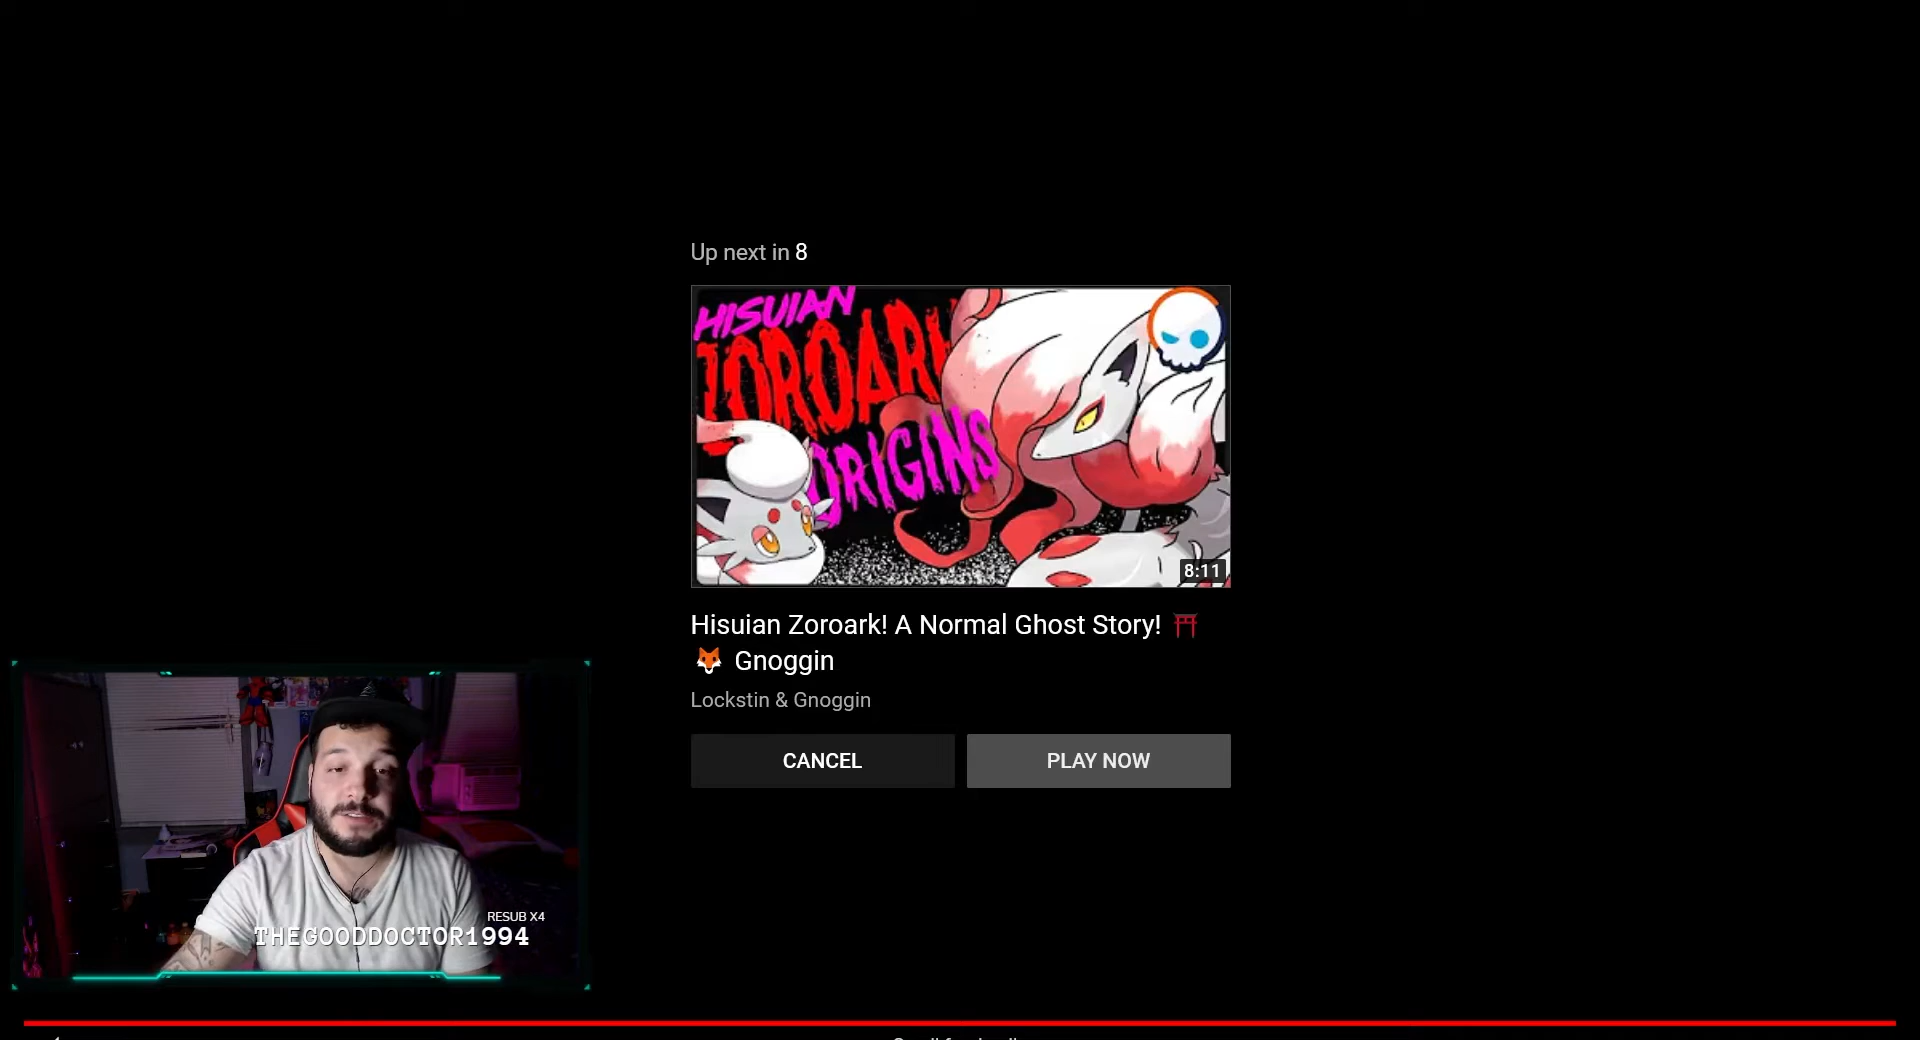 Up next in 8
HISUIAN
ZOROARK
ORIGINS
8:11
Hisuian Zoroark! A Normal Ghost Story! ⛩
🦊 Gnoggin
Lockstin & Gnoggin
CANCEL
PLAY NOW
RESUB X4
THEGOODDOCTOR1994